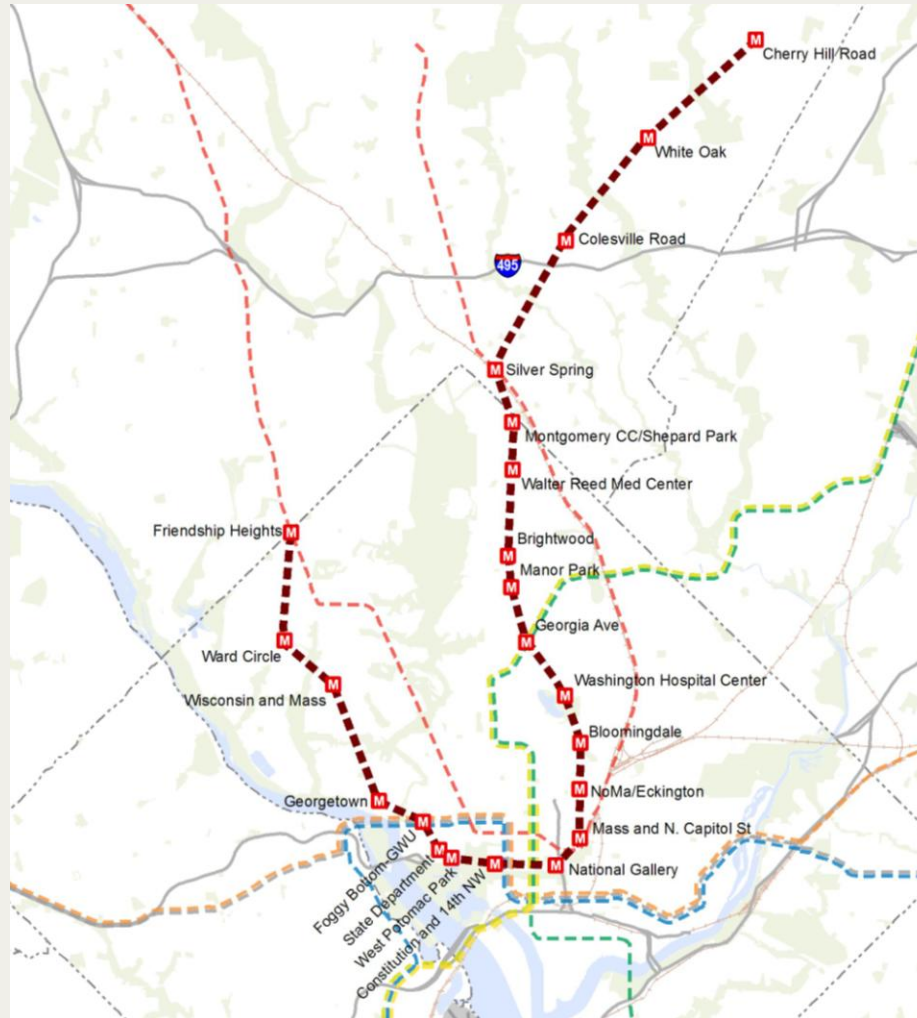 M
Cherry Hill/Road
M
White Oak
M
Colesville Road
495
M
Silver Spring
M
Montgomery CC/Shepard Park
M
Walter Reed Med Center
Friendship Heights
M
Brightwood
M
Manor Park
M
Georgia Ave
M
M
Ward Circle
M
Washington Hospital Center
M
Wisconsin and Mass
M
Bloomingdale
M
NoMa/Eckington
Georgetown
M
M
Mass and N. Capitol St
M
Foggy Bottom-GWU
M
State Department
M
West Potomac Park
M
Constitution and 14th NW
M
National Gallery